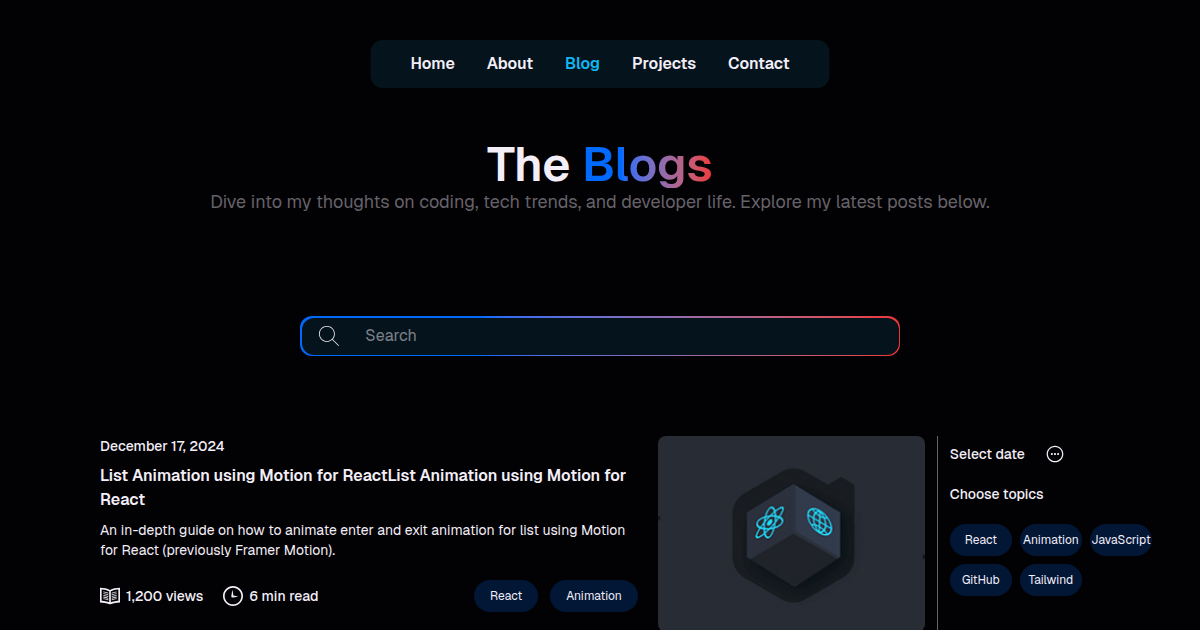 Home About Blog Projects Contact
The Blogs
Dive into my thoughts on coding, tech trends, and developer life. Explore my latest posts below.
Search
December 17, 2024
List Animation using Motion for ReactList Animation using Motion for
React
An in-depth guide on how to animate enter and exit animation for list using Motion
for React (previously Framer Motion).
1,200 views 6 min read React Animation
Select date
Choose topics
React Animation JavaScript
GitHub Tailwind